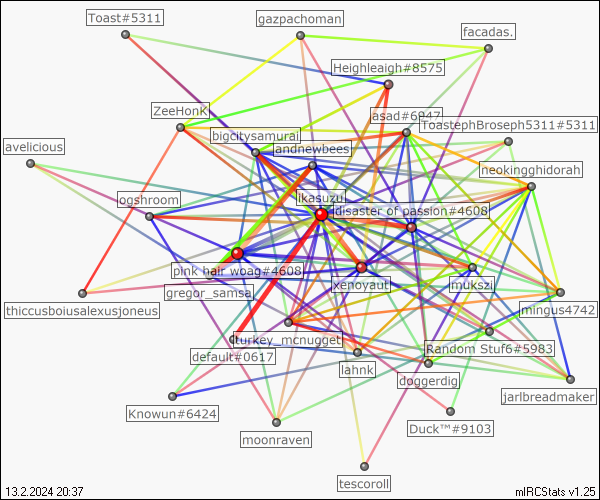 Toast#5311
gazpachoman
facadas.
Heighleaigh#8575
ZeeHonK
asad#6947
ToastephBroseph5311#5311
bigcitysamurai
andnewbees
avelicious
neokingghidorah
ogshroom
ikasuzu
disaster of passion#4608
pink hair woag#4608
xenoyaut
mukszi
gregor_samsa
thiccusboiusalexusjoneus
mingus4742
turkey_mcnugget
default#0617
Random Stuf6#5983
lahnk
doggerdig
jarlbreadmaker
Knowun#6424
Duck™#9103
moonraven
tescoroll
13.2.2024 20:37
mIRCStats v1.25